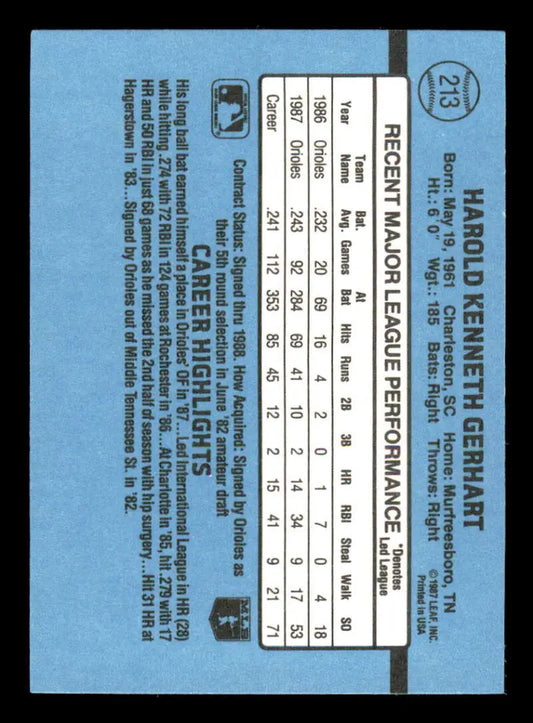 213
HAROLD KENNETH GERHART
Born: May 19, 1961 Charleston, SC Home: Murfreesboro, TN
Ht.: 6' 0" Wgt.: 185 Bats: Right Throws: Right
©1987 LEAF, INC.
Printed in USA
RECENT MAJOR LEAGUE PERFORMANCE
*Denotes
Led League
Year Team Name Bat. Avg. Games At Bat Hits Runs 2B 3B HR RBI Steal Walk SO
1986 Orioles .232 20 69 16 4 2 0 1 7 0 4 18
1987 Orioles .243 92 284 69 41 10 2 14 34 9 17 53
Career .241 112 353 85 45 12 2 15 41 9 21 71
Contract Status: Signed thru 1988. How Acquired: Signed by Orioles as
their 5th round selection in June '82 amateur draft
MLB
CAREER HIGHLIGHTS
His long ball bat earned himself a place in Orioles' OF in '87...Led International League in HR (28)
while hitting .274 with 72 RBI in 124 games at Rochester in '86...At Charlotte in '85, hit .279 with 17
HR and 50 RBI in just 68 games as he missed the 2nd half of season with hip surgery...Hit 31 HR at
Hagerstown in '83...Signed by Orioles out of Middle Tennessee St. in '82.